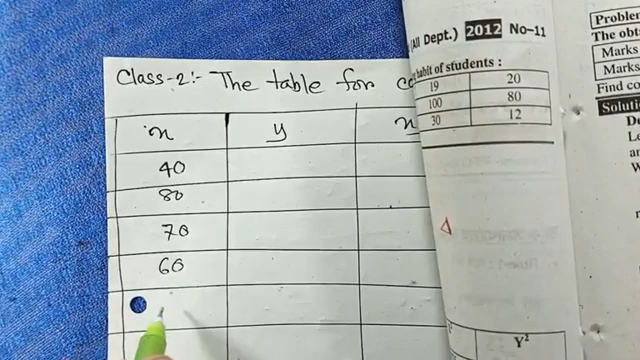 Class-2:- The table for
x y x
40
80
70
60
(All Dept.) 2012 No-11
habit of students :
19 20
100 80
30 12
Y²
Problem
The obt
Marks
Marks
Find co
Soluti
De
Le
an
W